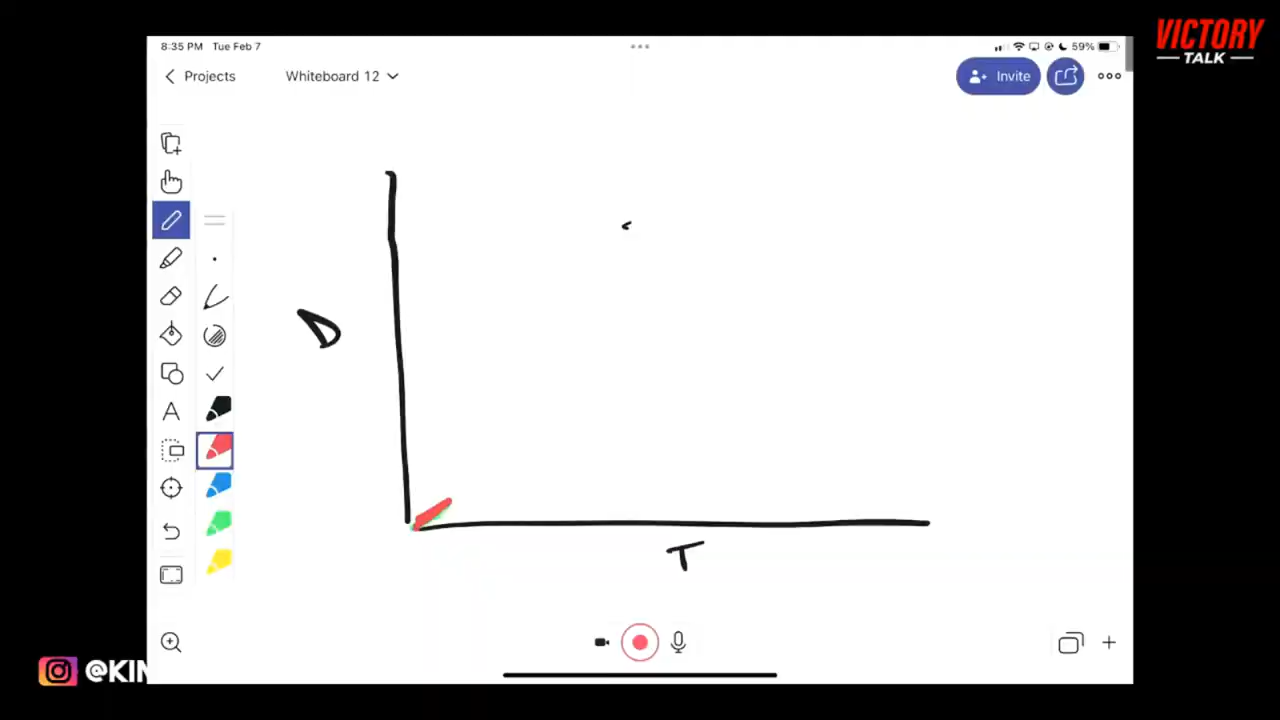 VICTORY
TALK
8:35 PM Tue Feb 7
59%
Projects
Whiteboard 12
Invite
D
A
T
@KIN